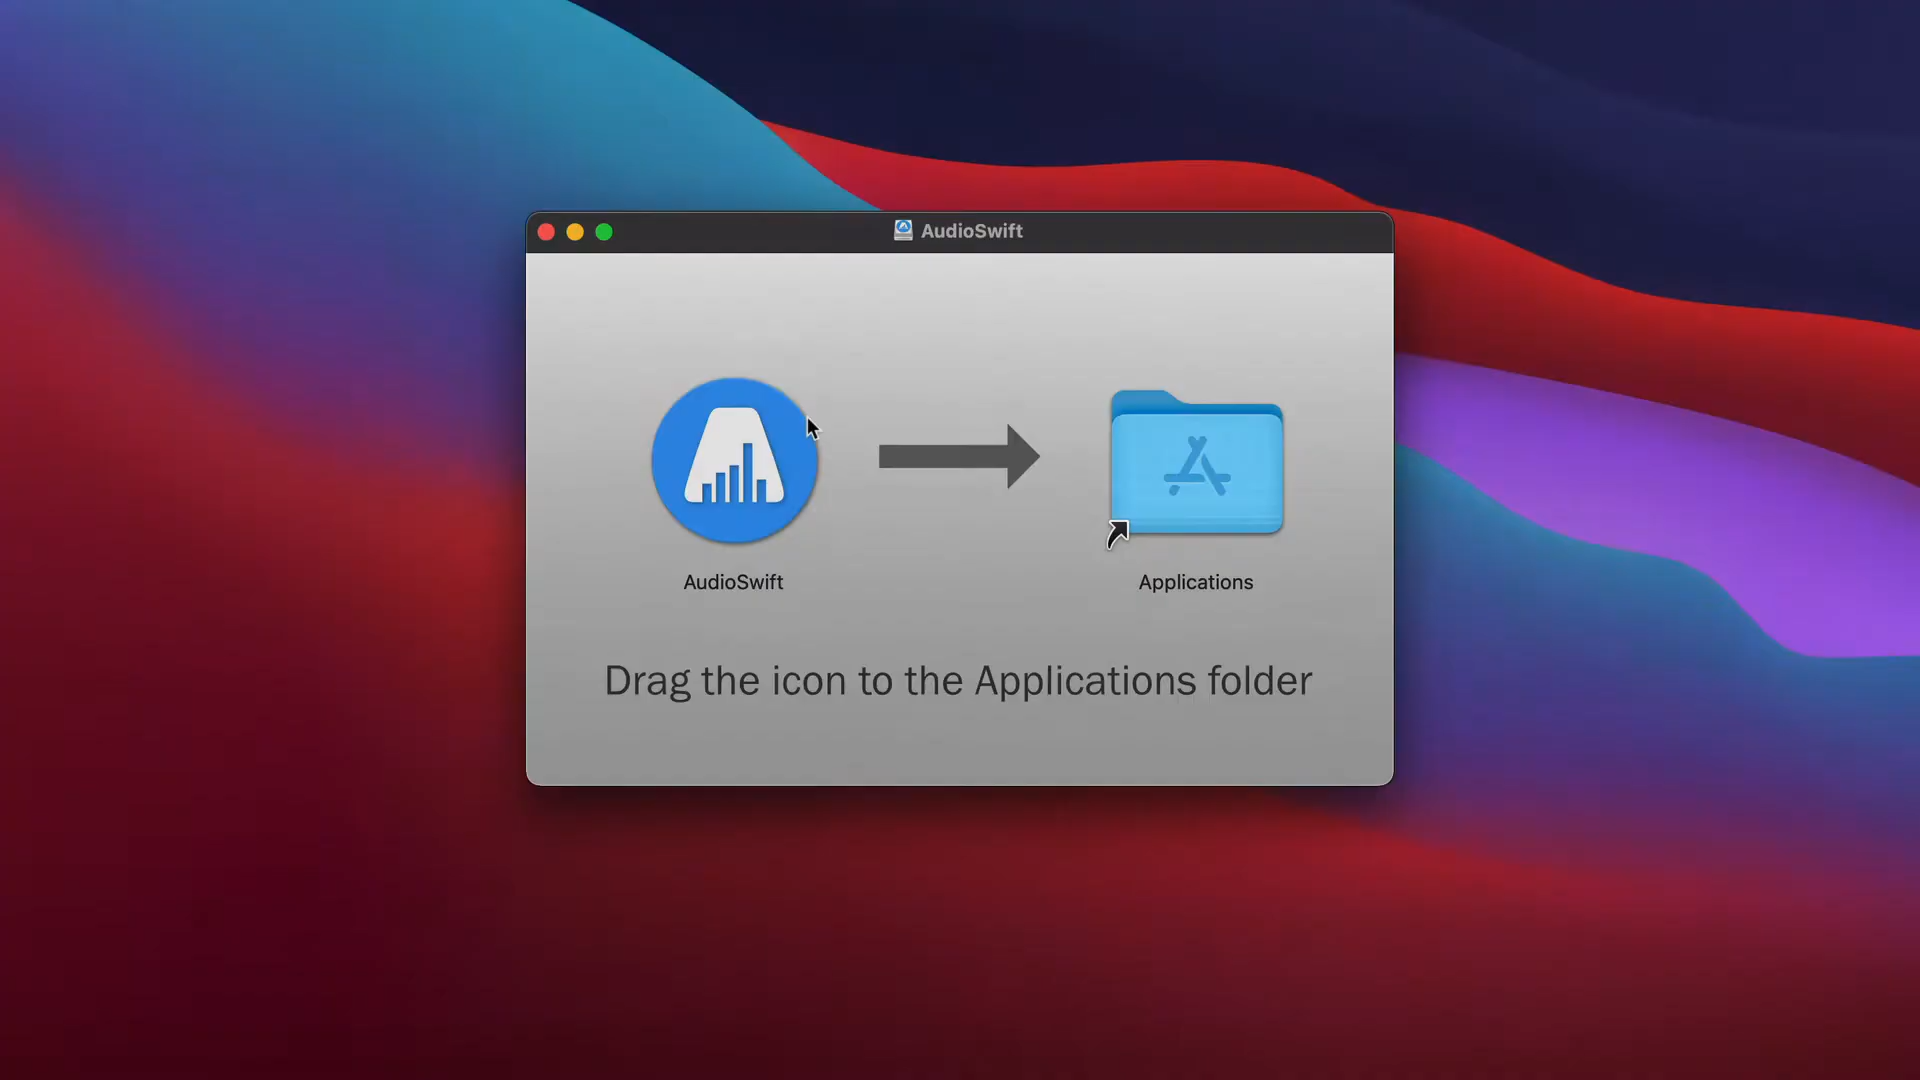 AudioSwift
AudioSwift
Applications
Drag the icon to the Applications folder